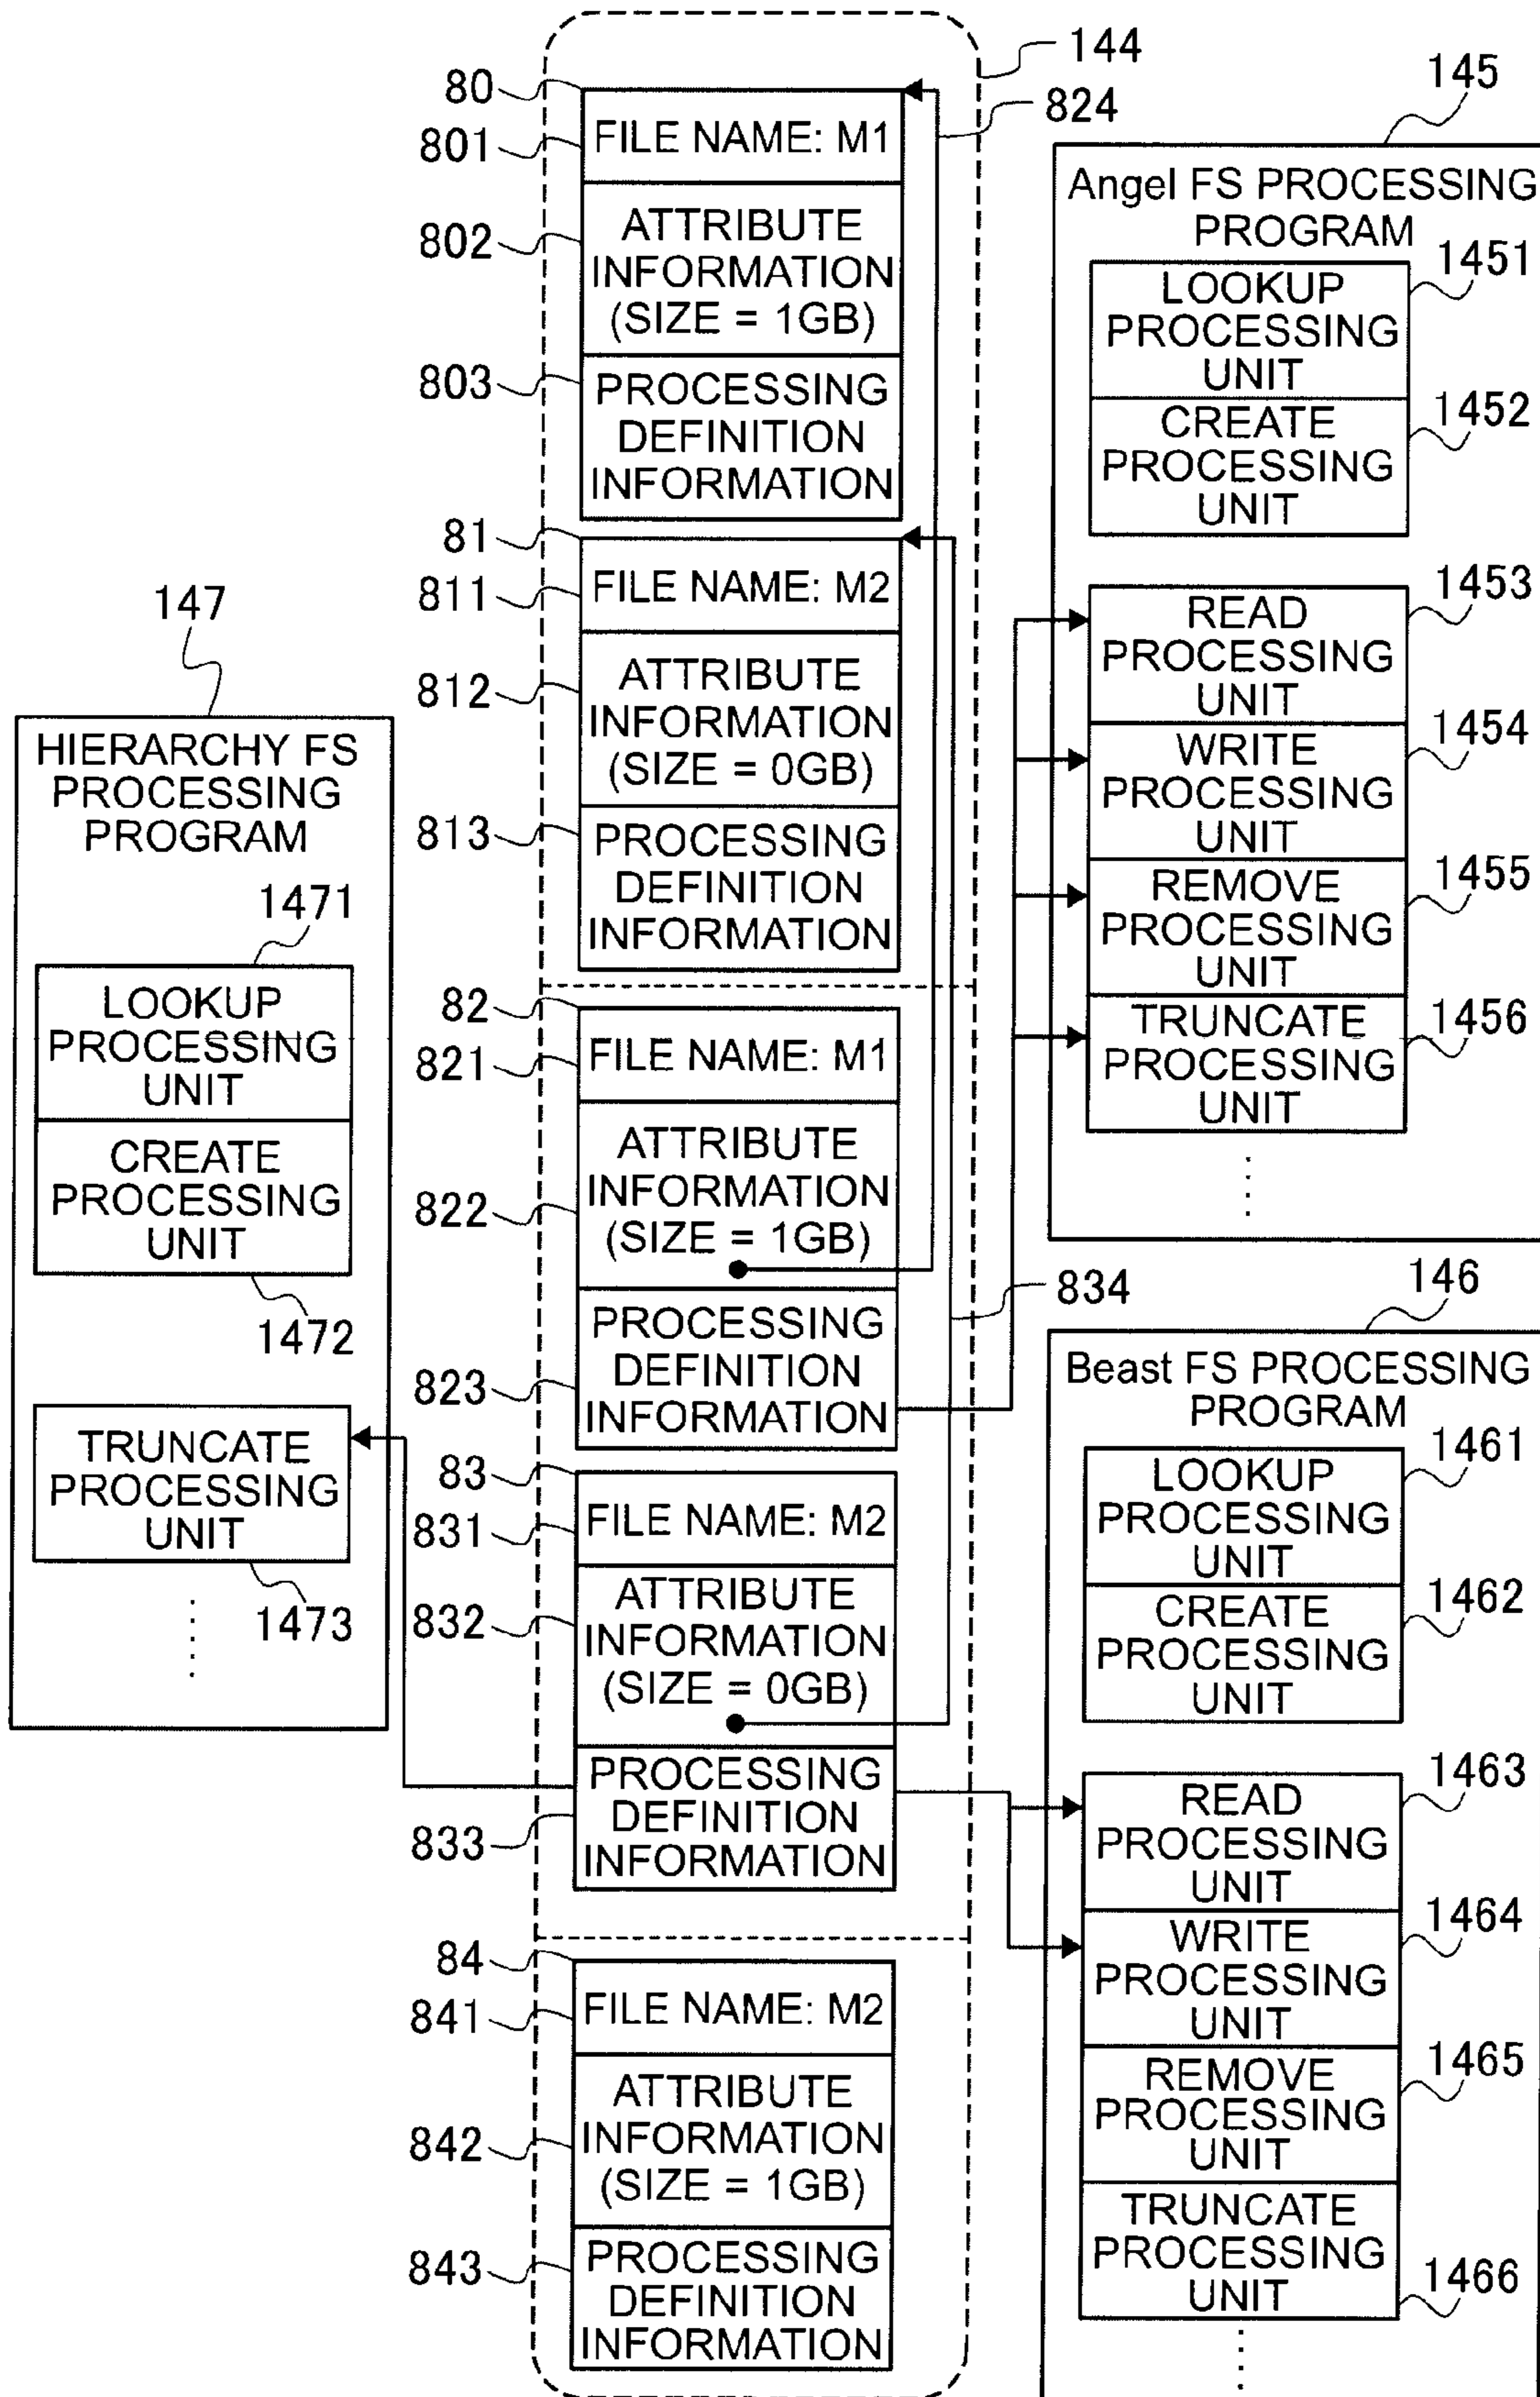 144
824
80
801
FILE NAME: M1
802
ATTRIBUTE
INFORMATION
(SIZE = 1GB)
803
PROCESSING
DEFINITION
INFORMATION
81
811
FILE NAME: M2
812
ATTRIBUTE
INFORMATION
(SIZE = 0GB)
813
PROCESSING
DEFINITION
INFORMATION
82
821
FILE NAME: M1
822
ATTRIBUTE
INFORMATION
(SIZE = 1GB)
823
PROCESSING
DEFINITION
INFORMATION
834
83
831
FILE NAME: M2
832
ATTRIBUTE
INFORMATION
(SIZE = 0GB)
833
PROCESSING
DEFINITION
INFORMATION
84
841
FILE NAME: M2
842
ATTRIBUTE
INFORMATION
(SIZE = 1GB)
843
PROCESSING
DEFINITION
INFORMATION
147
HIERARCHY FS
PROCESSING
PROGRAM
1471
LOOKUP
PROCESSING
UNIT
CREATE
PROCESSING
UNIT
1472
TRUNCATE
PROCESSING
UNIT
1473
145
Angel FS PROCESSING
PROGRAM
1451
LOOKUP
PROCESSING
UNIT
1452
CREATE
PROCESSING
UNIT
1453
READ
PROCESSING
UNIT
1454
WRITE
PROCESSING
UNIT
1455
REMOVE
PROCESSING
UNIT
1456
TRUNCATE
PROCESSING
UNIT
146
Beast FS PROCESSING
PROGRAM
1461
LOOKUP
PROCESSING
UNIT
1462
CREATE
PROCESSING
UNIT
1463
READ
PROCESSING
UNIT
1464
WRITE
PROCESSING
UNIT
1465
REMOVE
PROCESSING
UNIT
TRUNCATE
PROCESSING
UNIT
1466